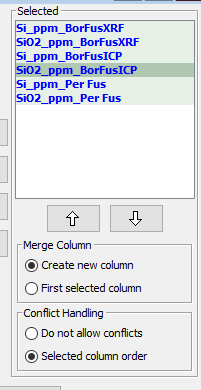 Selected
Si_ppm_BorFusXRF
SiO2_ppm_BorFusXRF
Si_ppm_BorFusICP
SiO2_ppm_BorFusICP
Si_ppm_Per Fus
SiO2_ppm_Per Fus
Merge Column
Create new column
First selected column
Conflict Handling
Do not allow conflicts
Selected column order